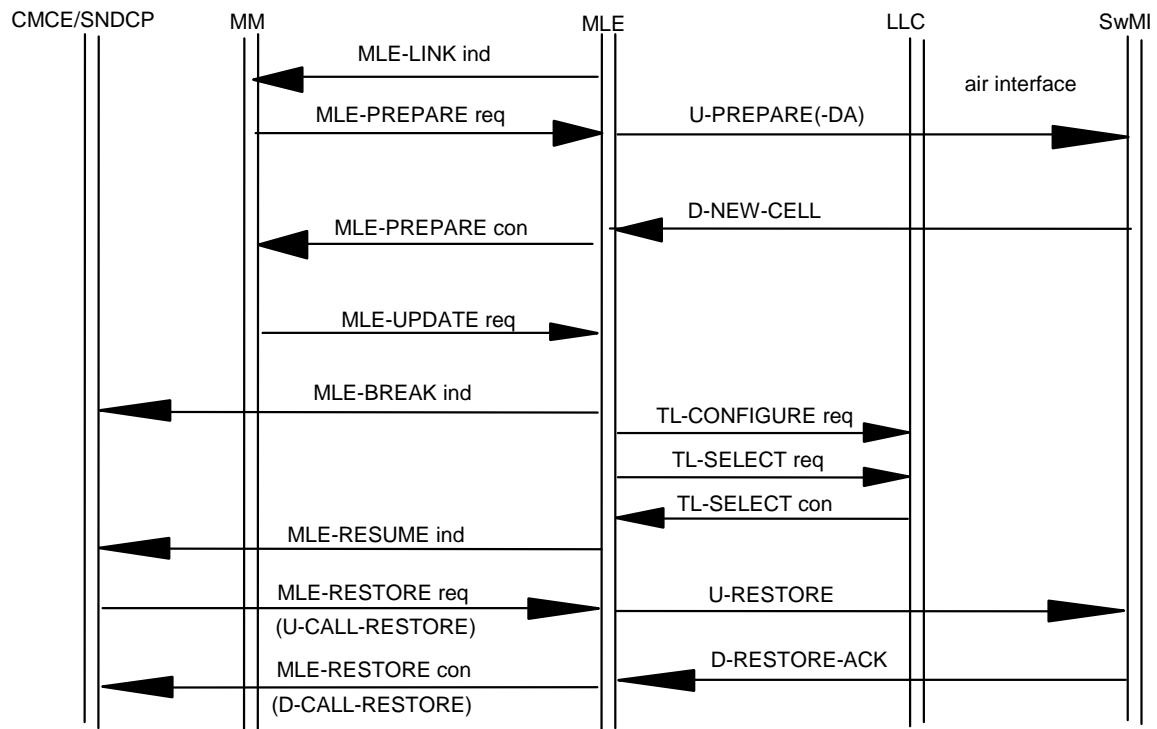 CMCE/SNDCP MM MLE LLC SwMI
MLE-LINK ind
air interface
MLE-PREPARE req U-PREPARE(-DA)
D-NEW-CELL
MLE-PREPARE con
MLE-UPDATE req
MLE-BREAK ind
TL-CONFIGURE req
TL-SELECT req
TL-SELECT con
MLE-RESUME ind
MLE-RESTORE req U-RESTORE
(U-CALL-RESTORE)
D-RESTORE-ACK
MLE-RESTORE con
(D-CALL-RESTORE)